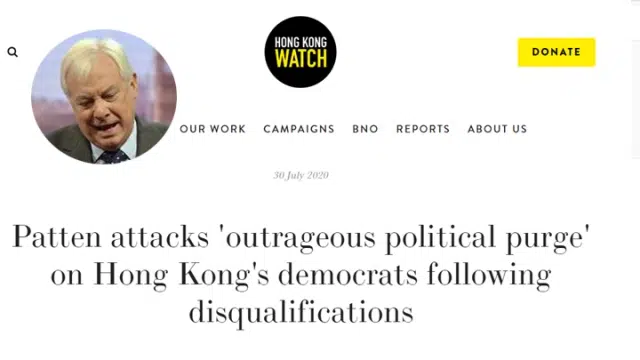 HONG KONG
WATCH
DONATE
OUR WORK CAMPAIGNS BNO REPORTS ABOUT US
30 July 2020
Patten attacks 'outrageous political purge'
on Hong Kong's democrats following
disqualifications